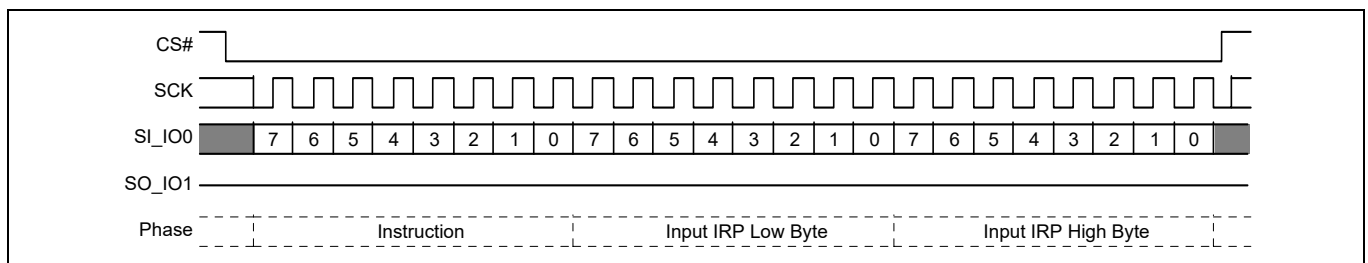 CS#
SCK
SI_IO0 7 6 5 4 3 2 1 0 7 6 5 4 3 2 1 0 7 6 5 4 3 2 1 0
SO_IO1
Phase Instruction Input IRP Low Byte Input IRP High Byte